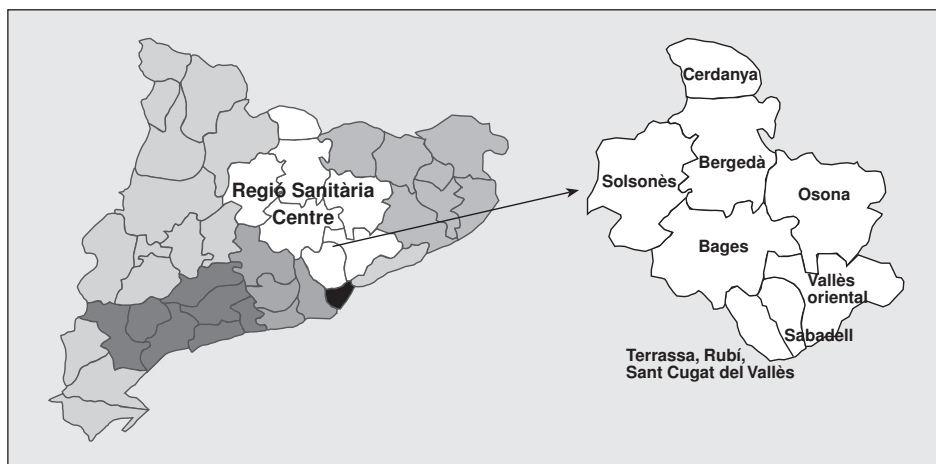 Regió Sanitària
Centre
Cerdanya
Bergedà
Solsonès
Osona
Bages
Vallès
oriental
Sabadell
Terrassa, Rubí,
Sant Cugat del Vallès